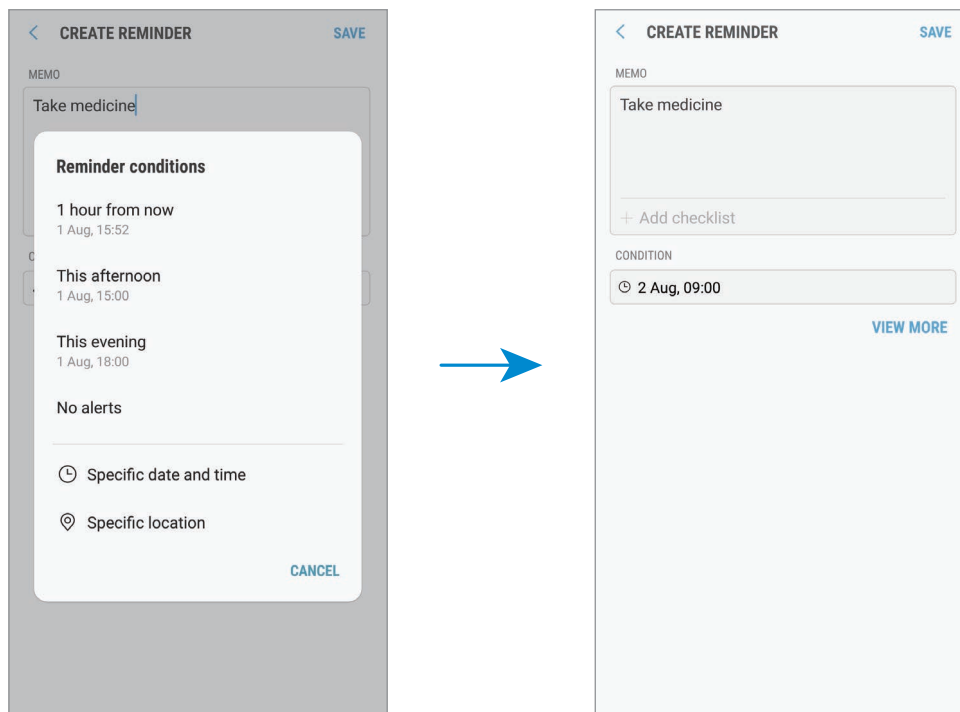 CREATE REMINDER SAVE
MEMO
Take medicine
Reminder conditions
1 hour from now
1 Aug, 15:52
This afternoon
1 Aug, 15:00
This evening
1 Aug, 18:00
No alerts
Specific date and time
Specific location
CANCEL
CREATE REMINDER SAVE
MEMO
Take medicine
+ Add checklist
CONDITION
2 Aug, 09:00
VIEW MORE